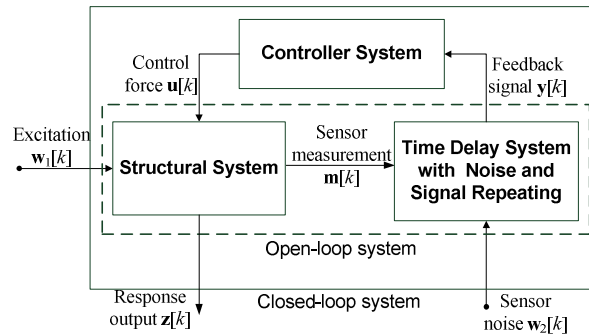 Controller System
Control
force u[k]
Feedback
signal y[k]
Excitation
w1[k]
Structural System
Sensor
measurement
m[k]
Time Delay System
with Noise and
Signal Repeating
Open-loop system
Response
output z[k]
Closed-loop system
Sensor
noise w2[k]